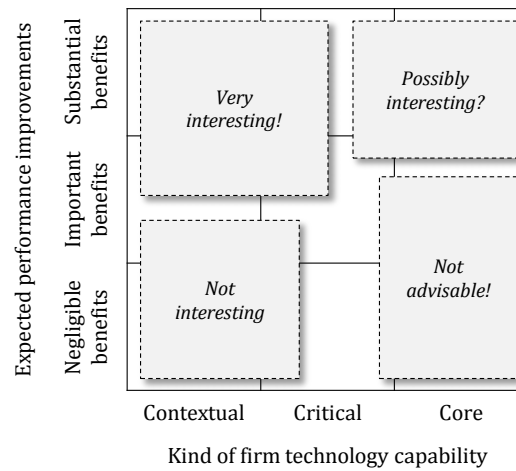 Expected performance improvements
Substantial
benefits
Important
benefits
Negligible
benefits
Very
interesting!
Possibly
interesting?
Not
interesting
Not
advisable!
Contextual
Critical
Core
Kind of firm technology capability